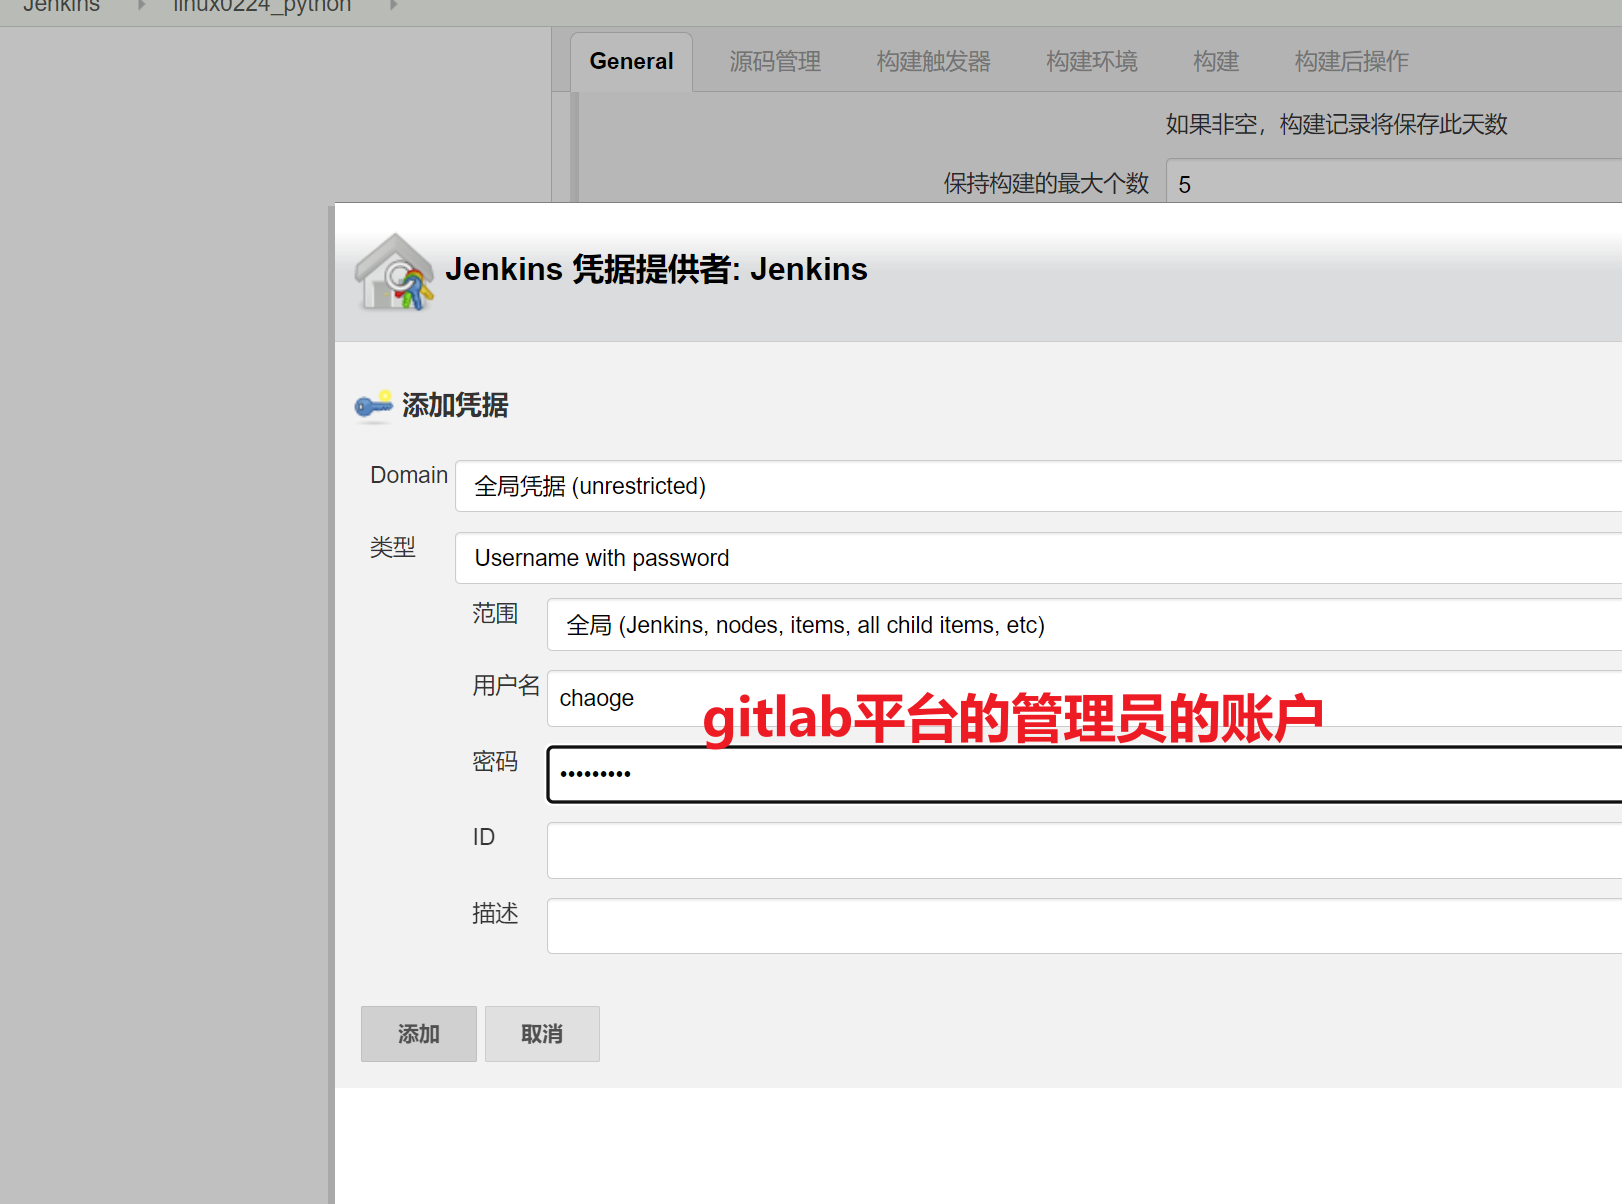 Jenkins linux0224_python
General 源码管理 构建触发器 构建环境 构建 构建后操作
如果非空，构建记录将保存此天数
保持构建的最大个数 5
Jenkins 凭据提供者: Jenkins
添加凭据
Domain 全局凭据 (unrestricted)
类型 Username with password
范围 全局 (Jenkins, nodes, items, all child items, etc)
用户名 chaoge
gitlab平台的管理员的账户
密码 •••••••••
ID
描述
添加 取消